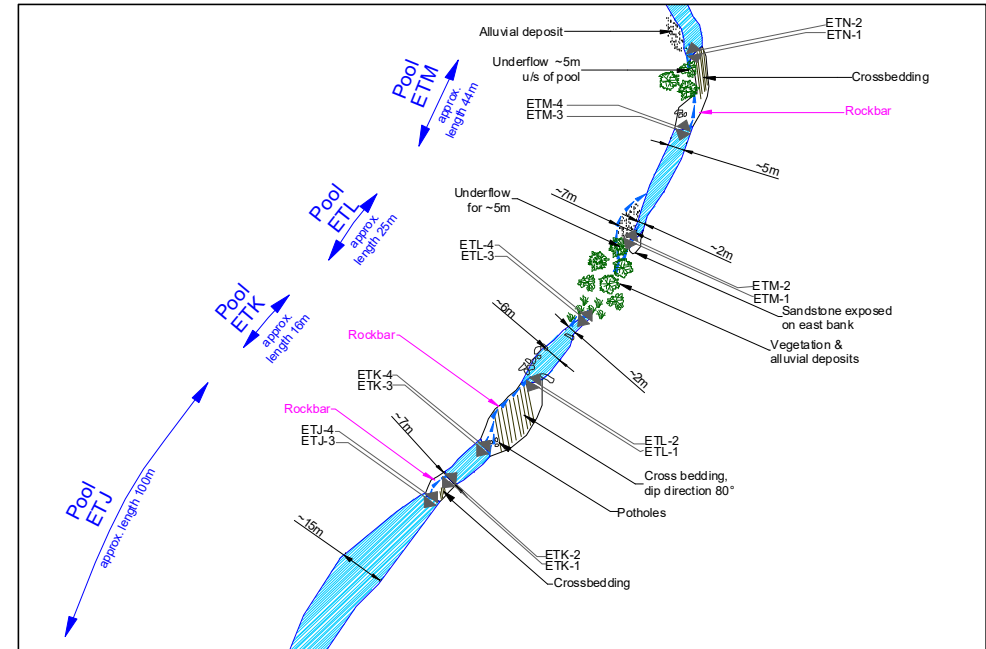 Alluvial deposit
ETN-2
ETN-1
Underflow ~5m
u/s of pool
Crossbedding
Pool
ETM
approx.
length 44m
ETM-4
ETM-3
Rockbar
~5m
Pool
ETL
approx
length 25m
Underflow
for ~5m
~7m
~2m
ETL-4
ETL-3
ETM-2
ETM-1
Sandstone exposed
on east bank
Vegetation &
alluvial deposits
Pool
ETK
approx.
length 16m
~6m
Rockbar
~2m
ETK-4
ETK-3
Rockbar
ETJ-4
ETJ-3
~7m
ETL-2
ETL-1
Cross bedding,
dip direction 80°
Potholes
Pool
ETJ
approx. length 100m
~15m
ETK-2
ETK-1
Crossbedding